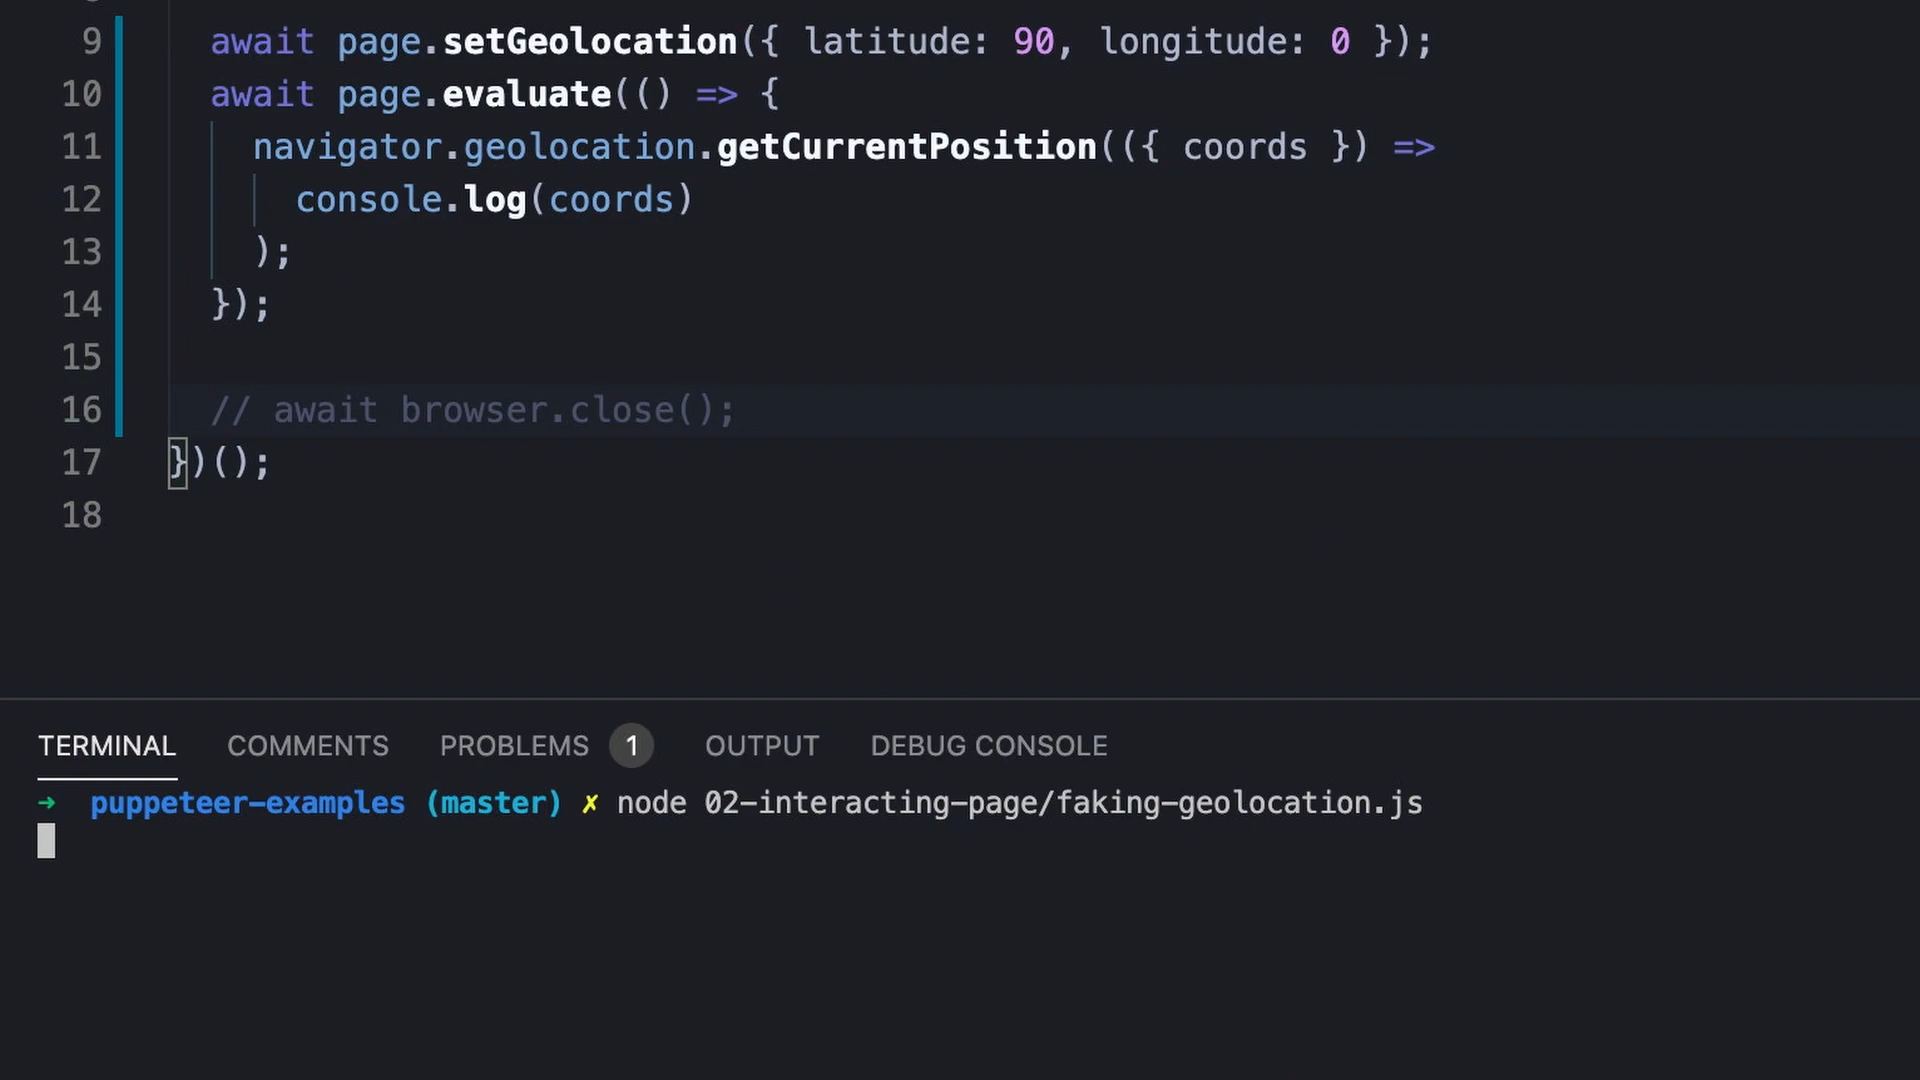 9 await page.setGeolocation({ latitude: 90, longitude: 0 });
10 await page.evaluate(() => {
11 navigator.geolocation.getCurrentPosition(({ coords }) =>
12 console.log(coords)
13 );
14 });
15
16 // await browser.close();
17 })();
18
TERMINAL COMMENTS PROBLEMS 1 OUTPUT DEBUG CONSOLE
➜ puppeteer-examples (master) ✗ node 02-interacting-page/faking-geolocation.js